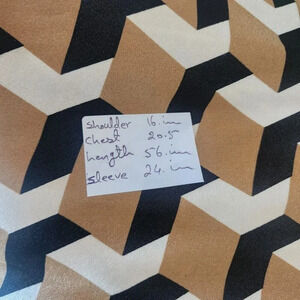 shoulder 16.in
chest 20.5
length 56.in
sleeve 24.in